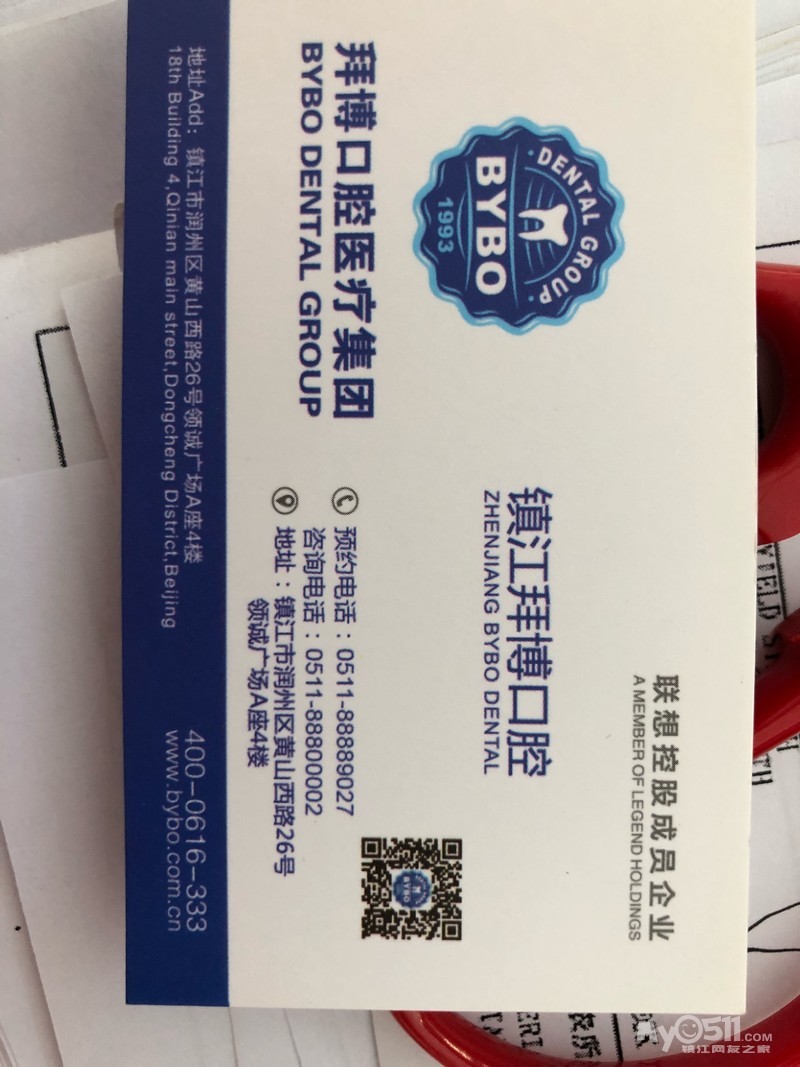 联想控股成员企业
A MEMBER OF LEGEND HOLDINGS
DENTAL GROUP
BYBO
1993
镇江拜博口腔
ZHENJIANG BYBO DENTAL
拜博口腔医疗集团
BYBO DENTAL GROUP
预约电话：0511-88889027
咨询电话：0511-88800002
地址：镇江市润州区黄山西路26号
领诚广场A座4楼
BYBO
地址Add：镇江市润州区黄山西路26号领诚广场A座4楼
18th Building 4,Qinian main street,Dongcheng District,Beijing
400-0616-333
www.bybo.com.cn
YIELD
My0511.COM
镇江网友之家